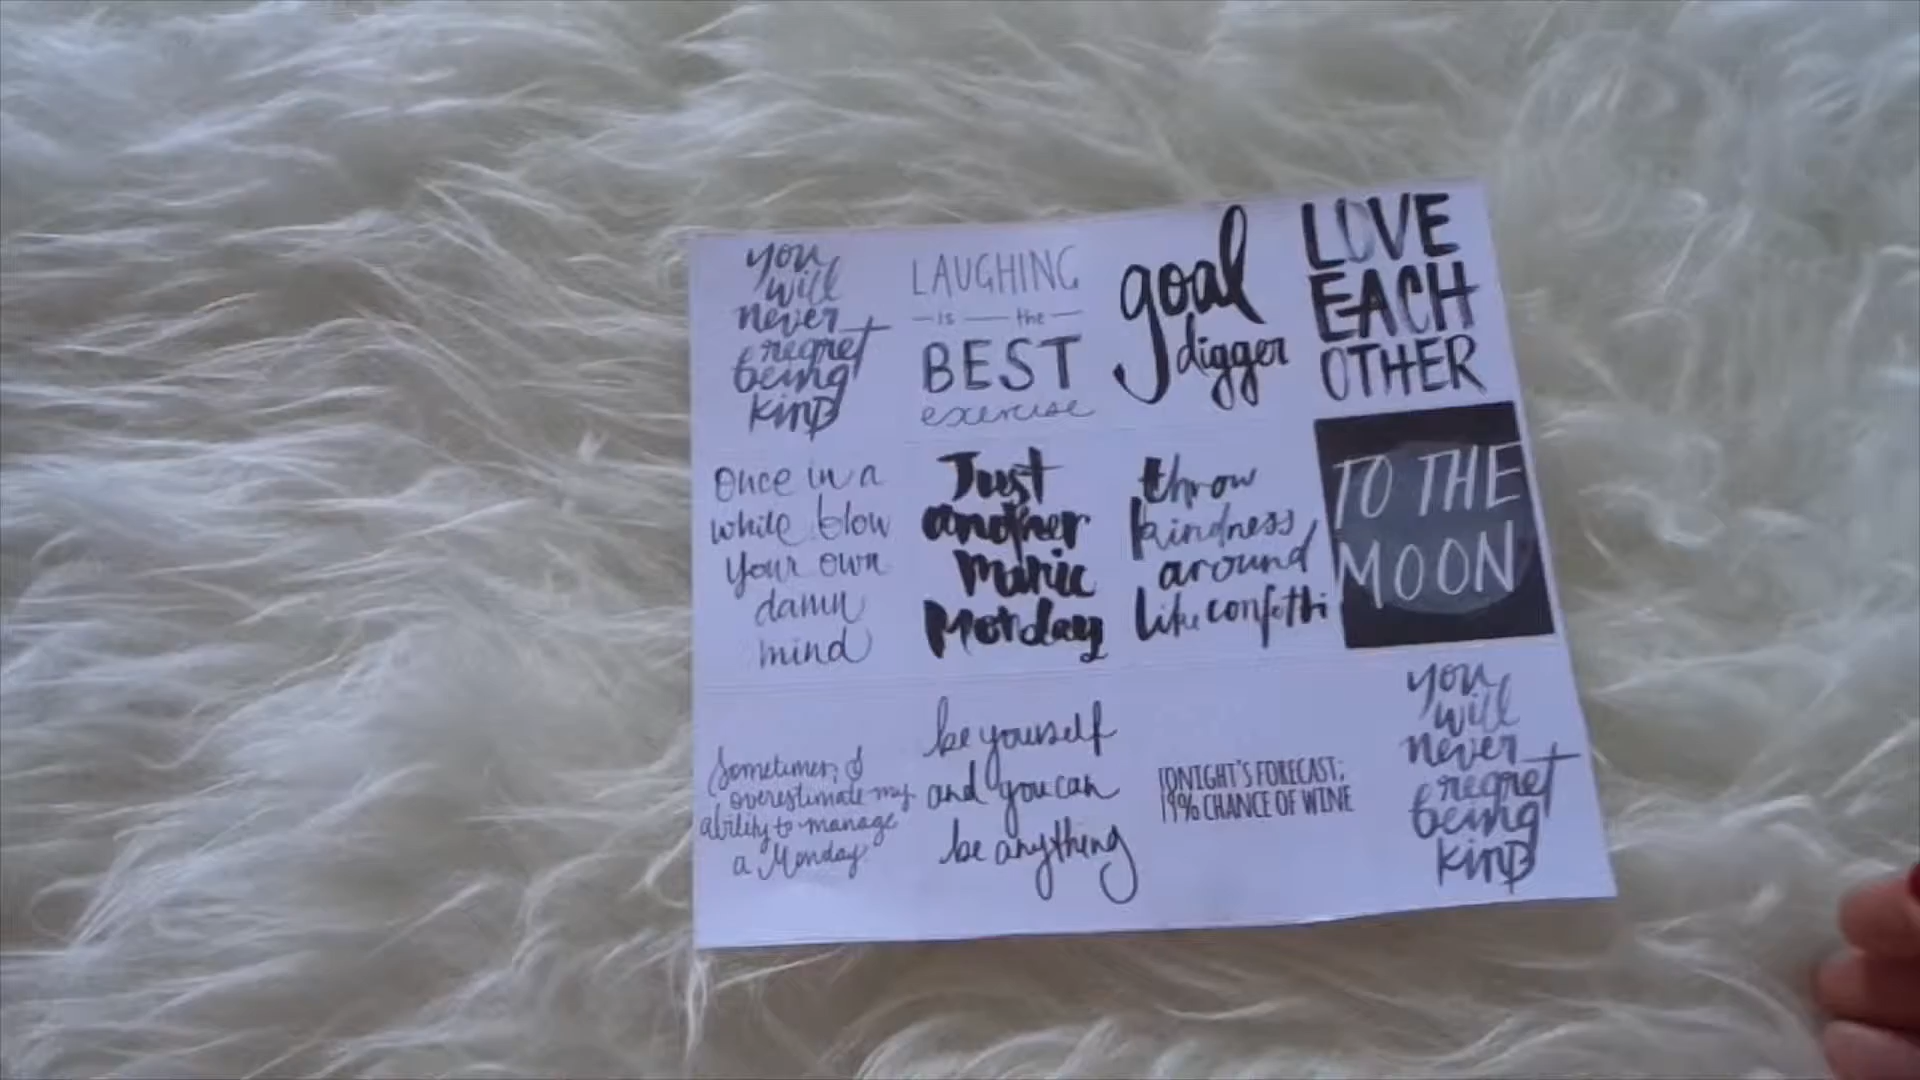 you
will
never
regret
being
kind
LAUGHING
is the
BEST
exercise
goal
digger
LOVE
EACH
OTHER
Once in a
while blow
your own
damn
mind
Just
another
manic
Monday
throw
kindness
around
like confetti
TO THE
MOON
Sometimes, I
overestimate my
ability to manage
a Monday.
be yourself
and you can
be anything
TONIGHT'S FORECAST:
99% CHANCE OF WINE
you
will
never
regret
being
kind